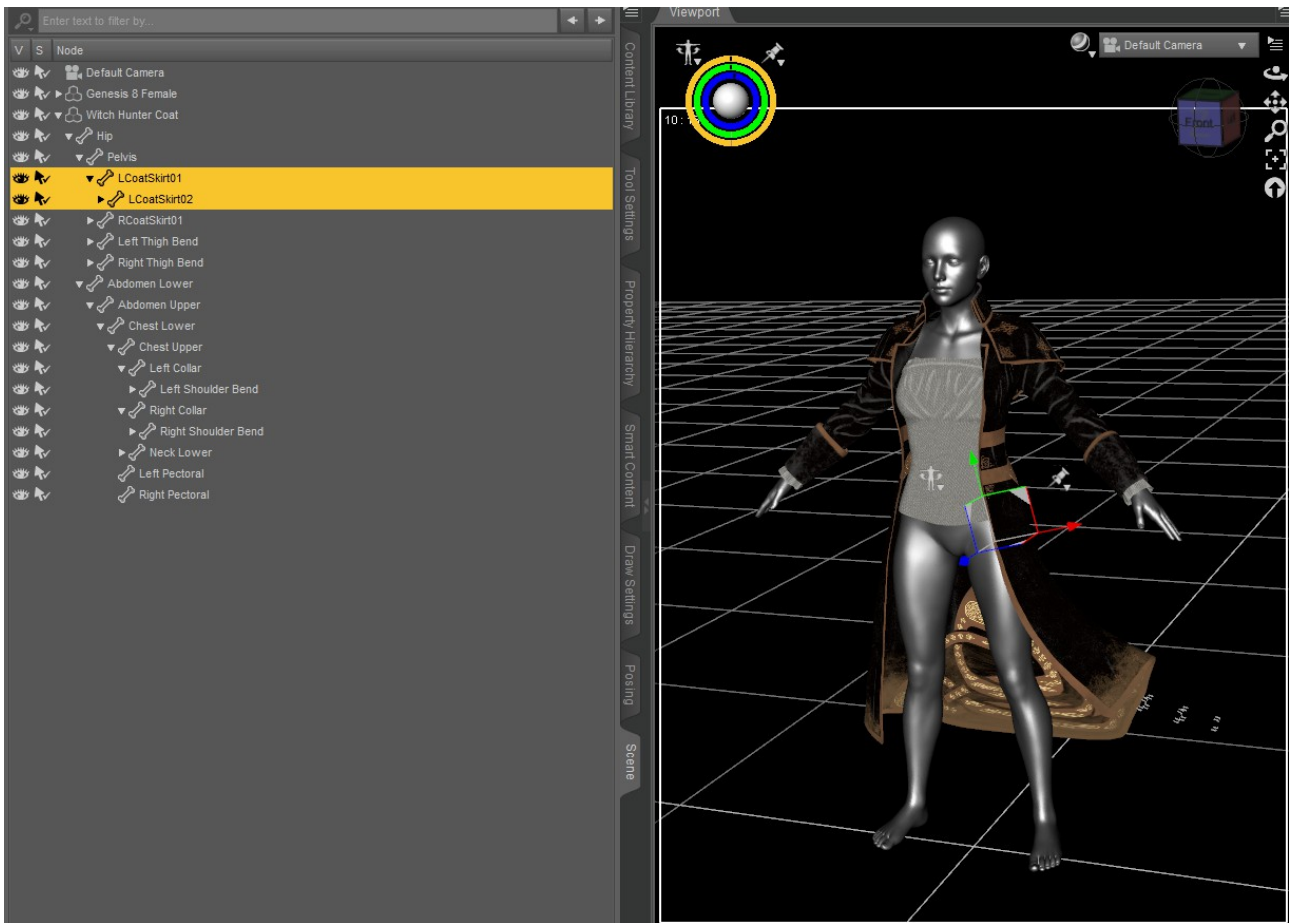 Enter text to filter by...
V S Node
Default Camera
Genesis 8 Female
Witch Hunter Coat
Hip
Pelvis
LCoatSkirt01
LCoatSkirt02
RCoatSkirt01
Left Thigh Bend
Right Thigh Bend
Abdomen Lower
Abdomen Upper
Chest Lower
Chest Upper
Left Collar
Left Shoulder Bend
Right Collar
Right Shoulder Bend
Neck Lower
Left Pectoral
Right Pectoral
Content Library
Tool Settings
Property Hierarchy
Smart Content
Draw Settings
Posing
Scene
Viewport
Default Camera
Front
10 :